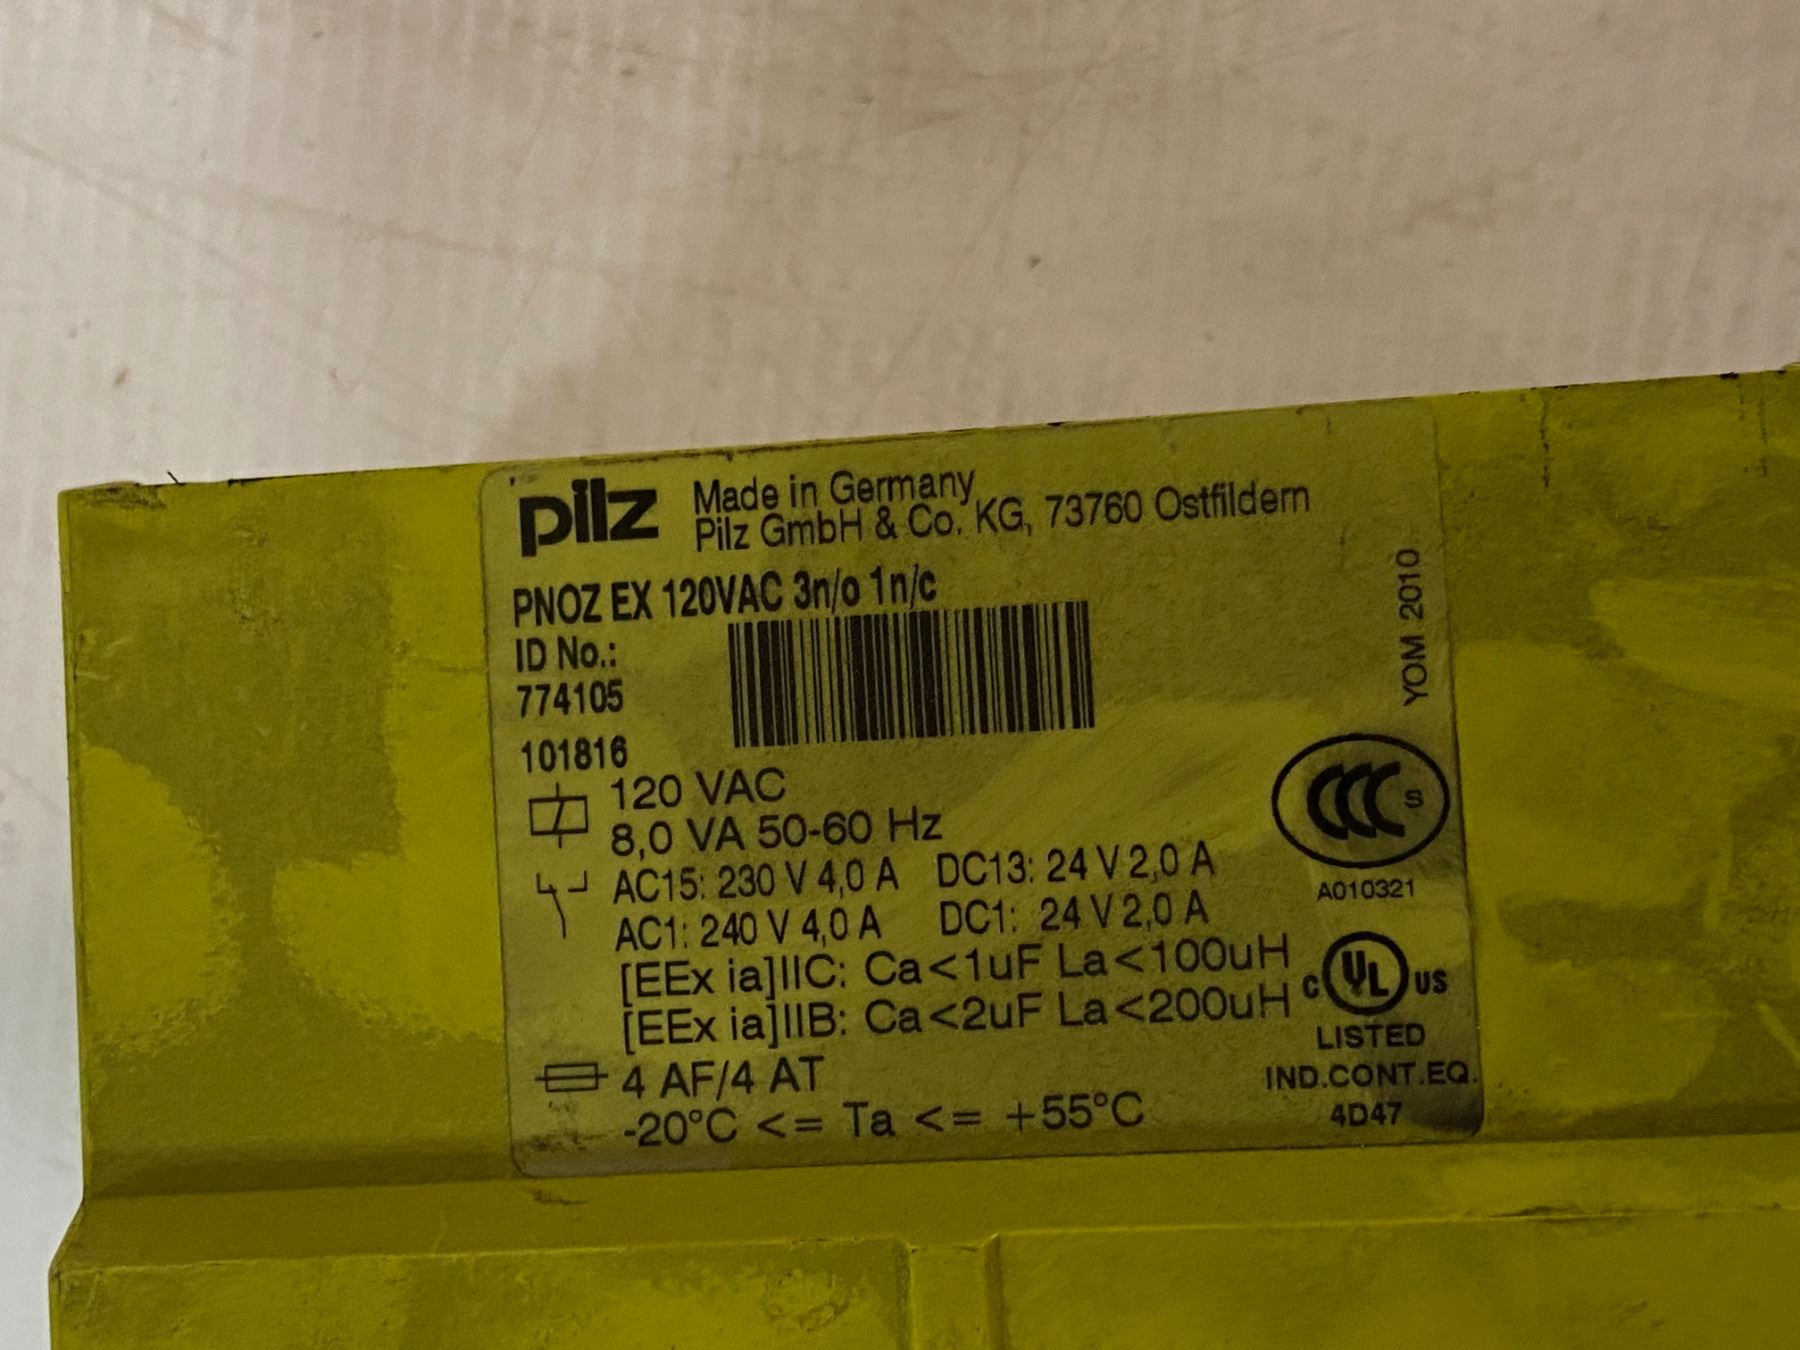 pilz
Made in Germany
Pilz GmbH & Co. KG, 73760 Ostfildern
PNOZ EX 120VAC 3n/o 1n/c
ID No.:
774105
101816
YOM 2010
120 VAC
8,0 VA 50-60 Hz
AC15: 230 V 4,0 A DC13: 24 V 2,0 A
AC1: 240 V 4,0 A DC1: 24 V 2,0 A
[EEx ia]IIC: Ca<1uF La<100uH
[EEx ia]IIB: Ca<2uF La<200uH
4 AF/4 AT
-20°C <= Ta <= +55°C
CCC S
A010321
C UL US
LISTED
IND.CONT.EQ.
4D47